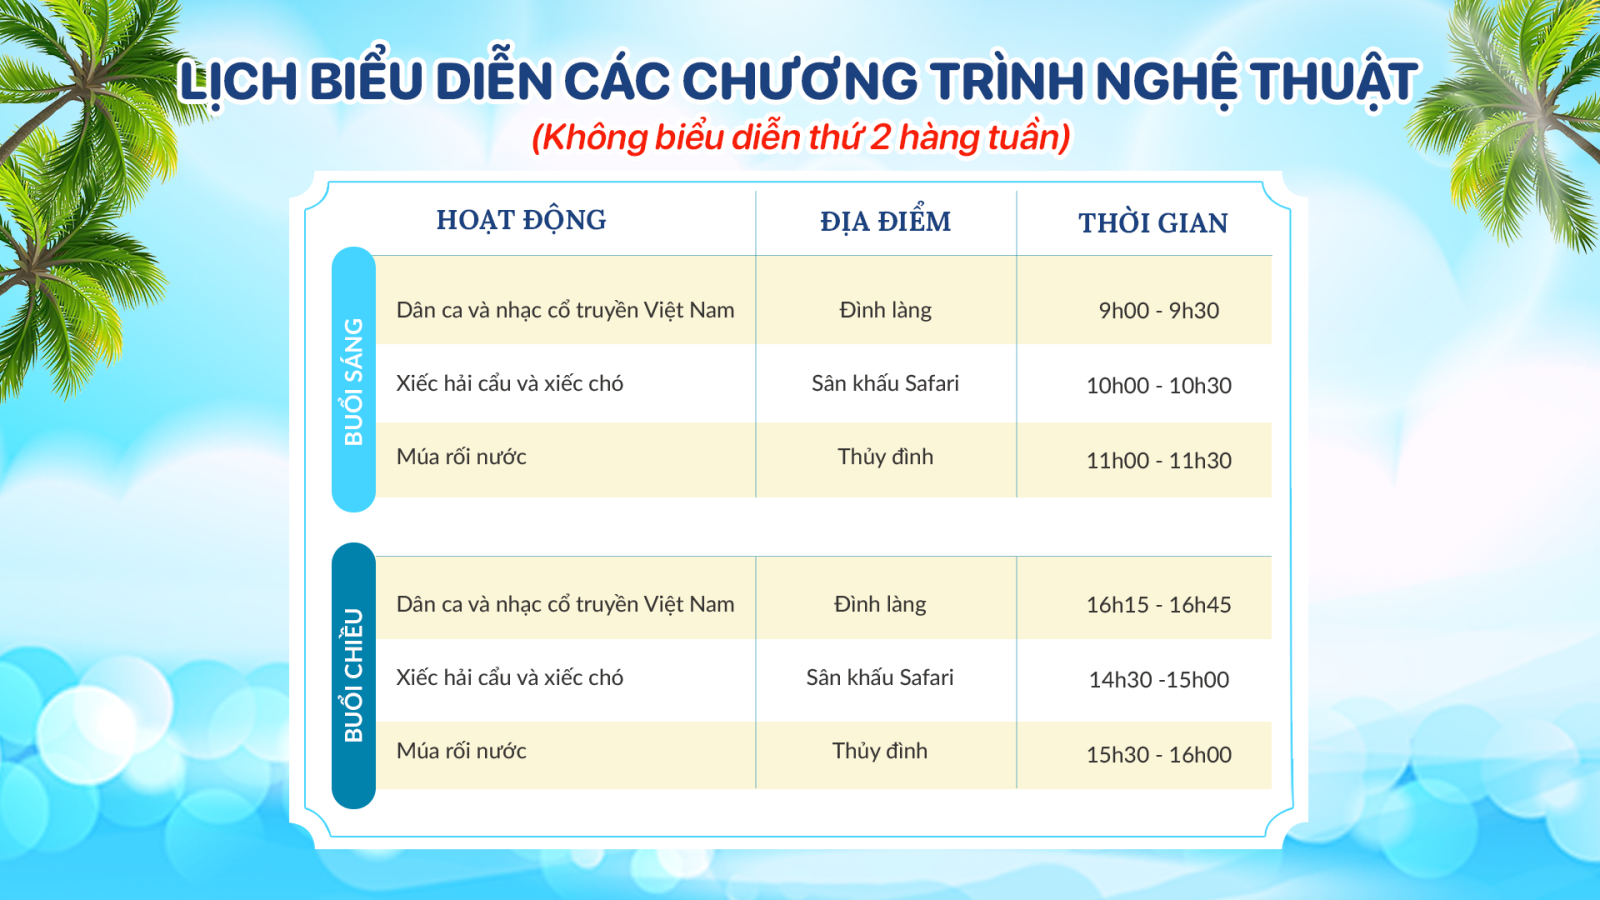 LỊCH BIỂU DIỄN CÁC CHƯƠNG TRÌNH NGHỆ THUẬT
(Không biểu diễn thứ 2 hàng tuần)
HOẠT ĐỘNG ĐỊA ĐIỂM THỜI GIAN
BUỔI SÁNG
Dân ca và nhạc cổ truyền Việt Nam Đình làng 9h00 - 9h30
Xiếc hải cẩu và xiếc chó Sân khấu Safari 10h00 - 10h30
Múa rối nước Thủy đình 11h00 - 11h30
BUỔI CHIỀU
Dân ca và nhạc cổ truyền Việt Nam Đình làng 16h15 - 16h45
Xiếc hải cẩu và xiếc chó Sân khấu Safari 14h30 -15h00
Múa rối nước Thủy đình 15h30 - 16h00